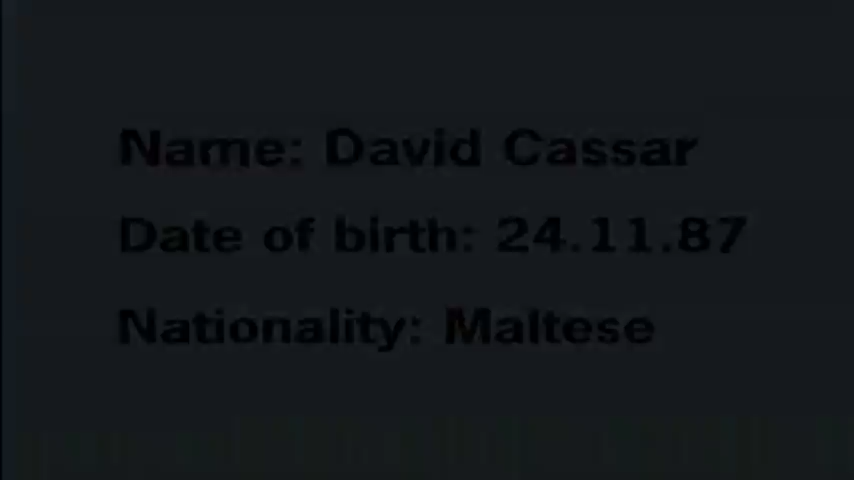 Name: David Cassar
Date of birth: 24.11.87
Nationality: Maltese